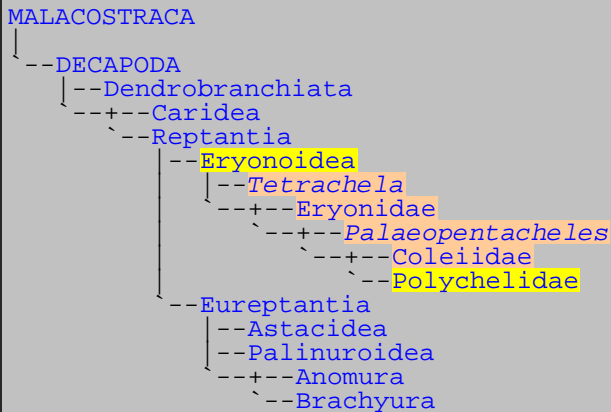 MALACOSTRACA
|
`--DECAPODA
   |--Dendrobranchiata
   `--+--Caridea
      `--Reptantia
         |--Eryonoidea
         |  |--Tetrachela
         |  `--+--Eryonidae
         |     `--+--Palaeopentacheles
         |        `--+--Coleiidae
         |           `--Polychelidae
         `--Eureptantia
            |--Astacidea
            |--Palinuroidea
            `--+--Anomura
               `--Brachyura